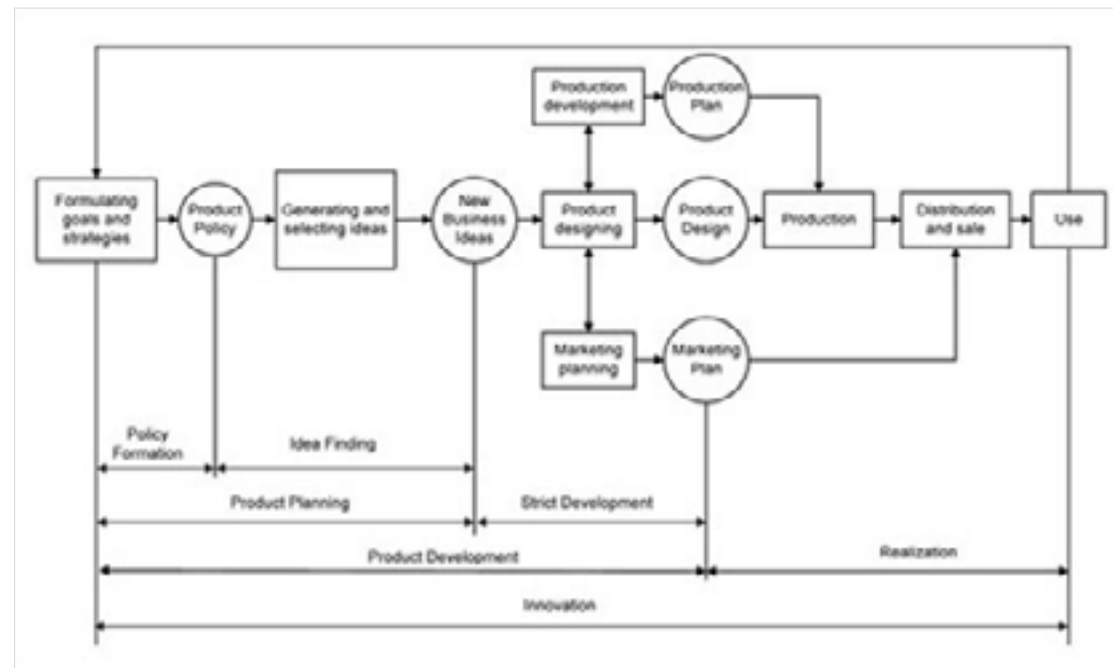 Production
development
Production
Plan
Formulating
goals and
strategies
Product
Policy
Generating and
selecting ideas
New
Business
Ideas
Product
designing
Product
Design
Production
Distribution
and sale
Use
Marketing
planning
Marketing
Plan
Policy
Formation
Idea Finding
Product Planning
Strict Development
Product Development
Realization
Innovation